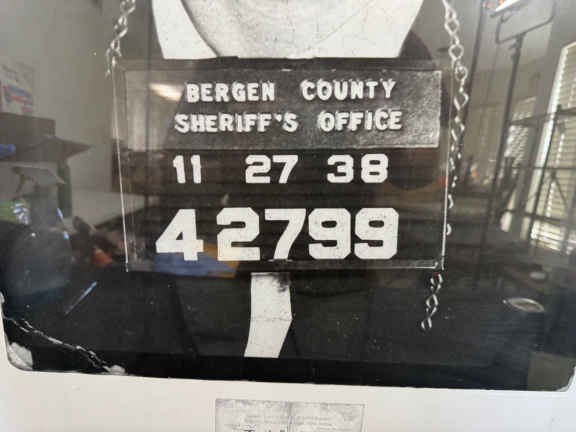 BERGEN COUNTY
SHERIFF'S OFFICE
11 27 38
42799